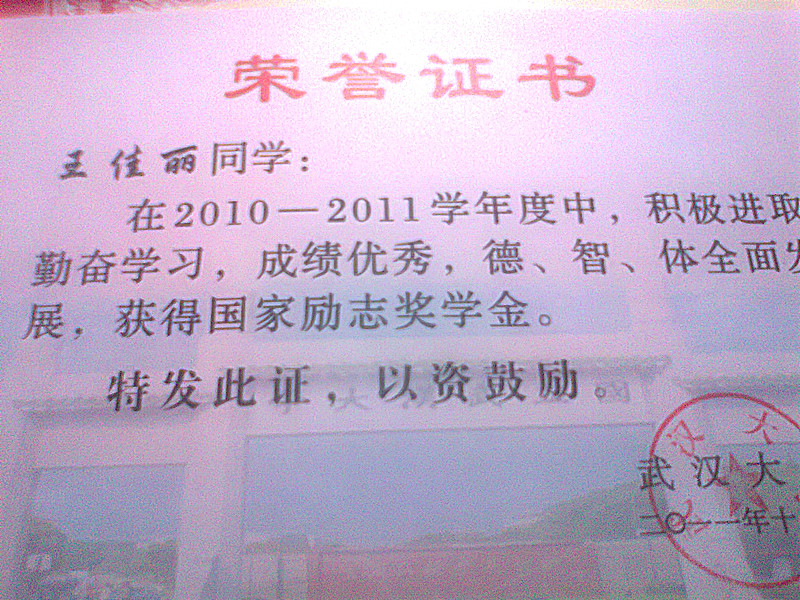 荣誉证书
王佳丽同学：
在2010—2011学年度中，积极进取
勤奋学习，成绩优秀，德、智、体全面发
展，获得国家励志奖学金。
特发此证，以资鼓励。
武汉大
二〇一一年十